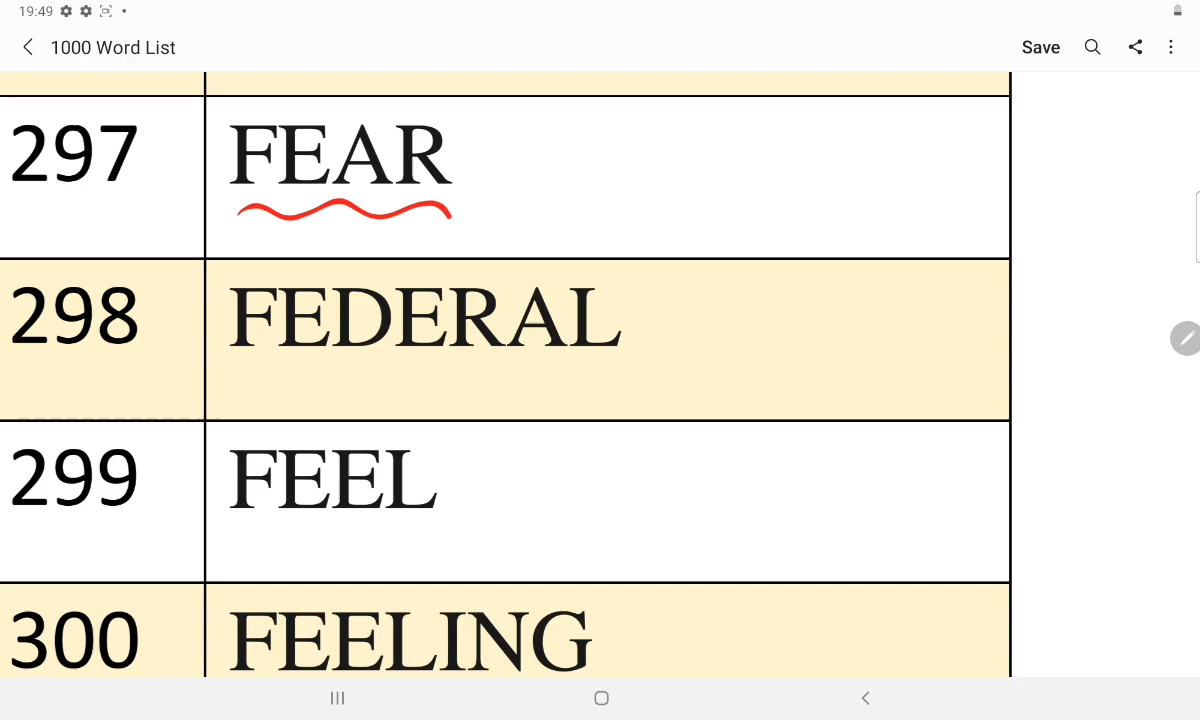 19:49
1000 Word List
Save
297 FEAR
298 FEDERAL
299 FEEL
300 FEELING